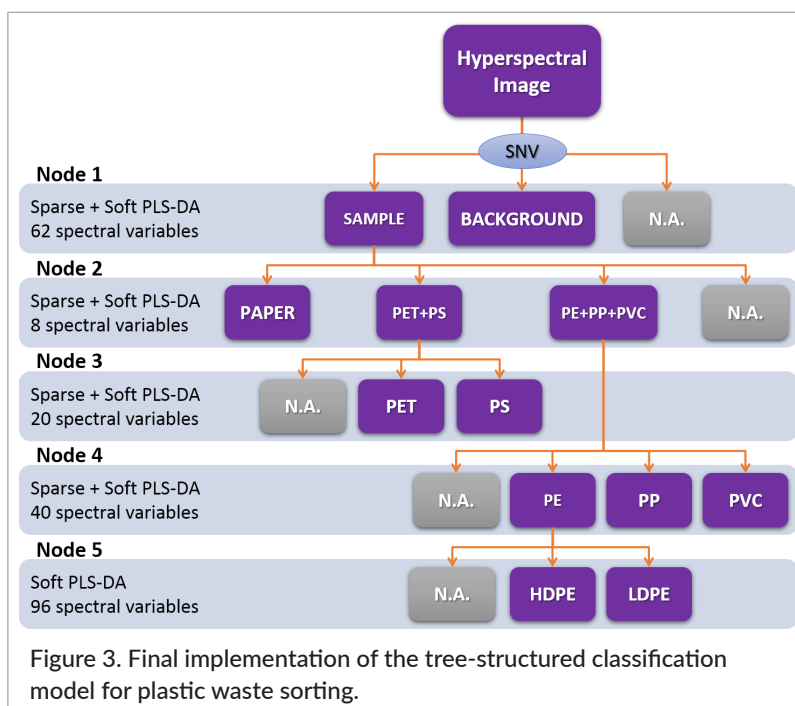 Hyperspectral
Image
SNV
Node 1
Sparse + Soft PLS-DA
62 spectral variables
SAMPLE
BACKGROUND
N.A.
Node 2
Sparse + Soft PLS-DA
8 spectral variables
PAPER
PET+PS
PE+PP+PVC
N.A.
Node 3
Sparse + Soft PLS-DA
20 spectral variables
N.A.
PET
PS
Node 4
Sparse + Soft PLS-DA
40 spectral variables
N.A.
PE
PP
PVC
Node 5
Soft PLS-DA
96 spectral variables
N.A.
HDPE
LDPE
Figure 3. Final implementation of the tree-structured classification
model for plastic waste sorting.